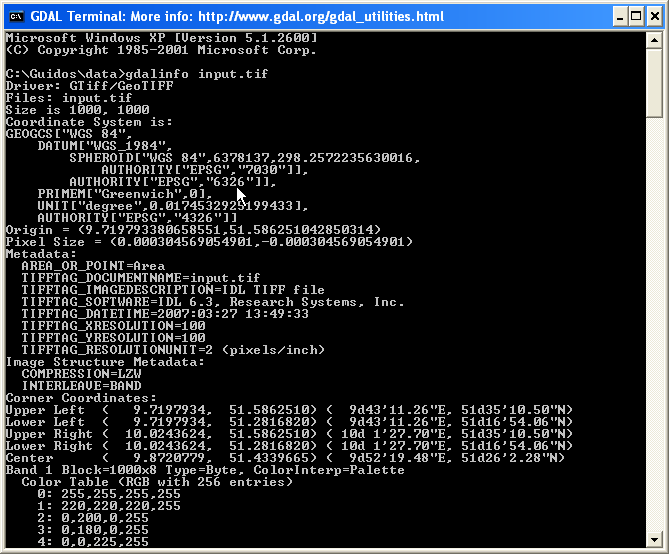 GDAL Terminal: More info: http://www.gdal.org/gdal_utilities.html
Microsoft Windows XP [Version 5.1.2600]
(C) Copyright 1985-2001 Microsoft Corp.
C:\Guidos\data>gdalinfo input.tif
Driver: GTiff/GeoTIFF
Files: input.tif
Size is 1000, 1000
Coordinate System is:
GEOGCS["WGS 84",
    DATUM["WGS_1984",
        SPHEROID["WGS 84",6378137,298.2572235630016,
            AUTHORITY["EPSG","7030"]],
        AUTHORITY["EPSG","6326"]],
    PRIMEM["Greenwich",0],
    UNIT["degree",0.0174532925199433],
    AUTHORITY["EPSG","4326"]]
Origin = (9.719793380658551,51.586251042850314)
Pixel Size = (0.000304569054901,-0.000304569054901)
Metadata:
  AREA_OR_POINT=Area
  TIFFTAG_DOCUMENTNAME=input.tif
  TIFFTAG_IMAGEDESCRIPTION=IDL TIFF file
  TIFFTAG_SOFTWARE=IDL 6.3, Research Systems, Inc.
  TIFFTAG_DATETIME=2007:03:27 13:49:33
  TIFFTAG_XRESOLUTION=100
  TIFFTAG_YRESOLUTION=100
  TIFFTAG_RESOLUTIONUNIT=2 (pixels/inch)
Image Structure Metadata:
  COMPRESSION=LZW
  INTERLEAVE=BAND
Corner Coordinates:
Upper Left  (   9.7197934,  51.5862510) (  9d43'11.26"E, 51d35'10.50"N)
Lower Left  (   9.7197934,  51.2816820) (  9d43'11.26"E, 51d16'54.06"N)
Upper Right (  10.0243624,  51.5862510) ( 10d 1'27.70"E, 51d35'10.50"N)
Lower Right (  10.0243624,  51.2816820) ( 10d 1'27.70"E, 51d16'54.06"N)
Center      (   9.8720779,  51.4339665) (  9d52'19.48"E, 51d26'2.28"N)
Band 1 Block=1000x8 Type=Byte, ColorInterp=Palette
  Color Table (RGB with 256 entries)
    0: 255,255,255,255
    1: 220,220,220,255
    2: 0,200,0,255
    3: 0,180,0,255
    4: 0,0,225,255